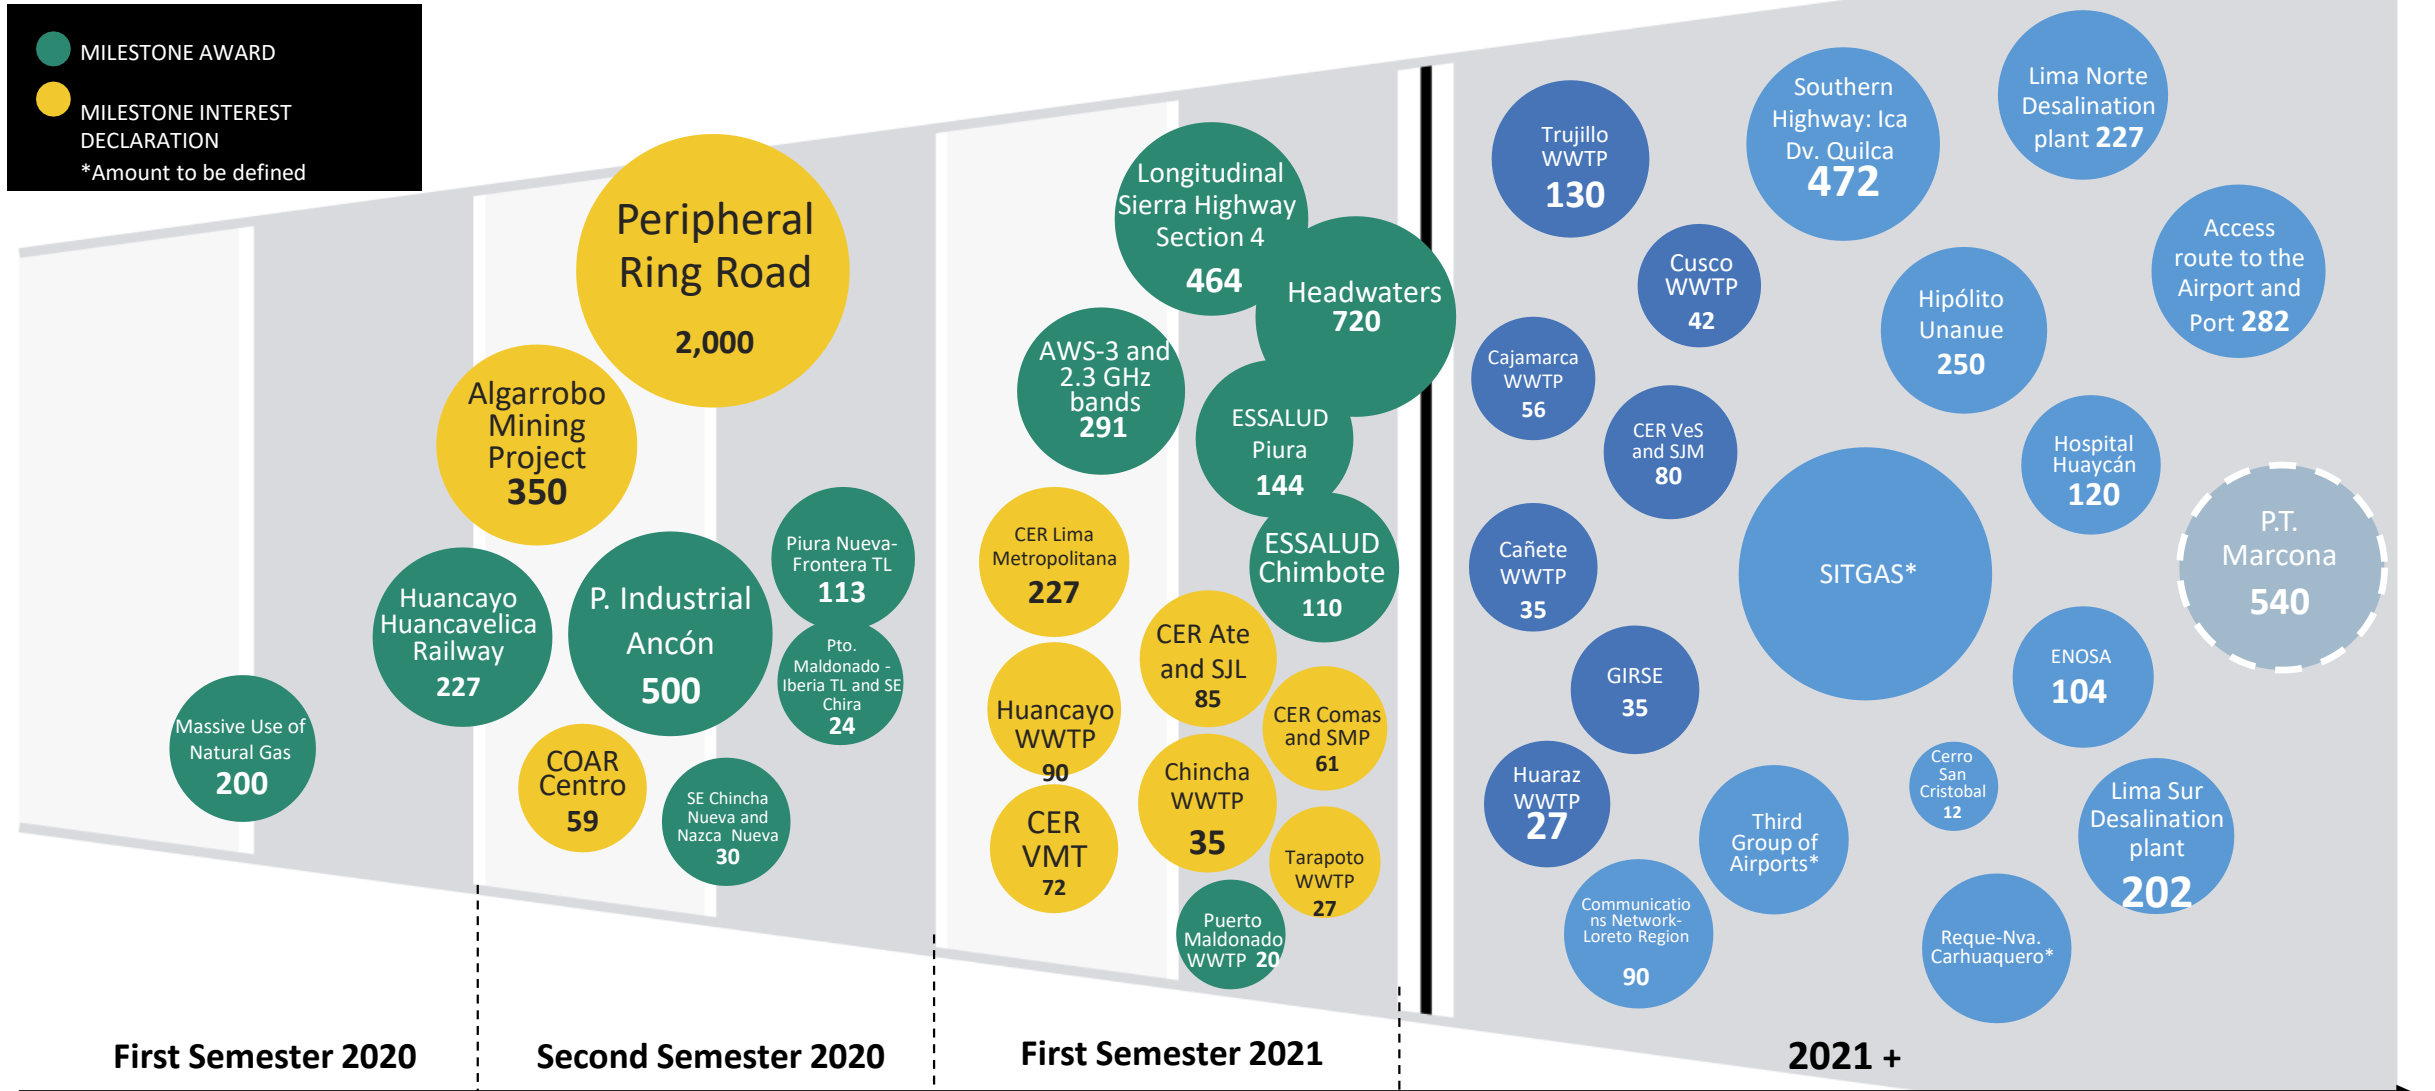 MILESTONE AWARD
MILESTONE INTEREST
DECLARATION
*Amount to be defined
Massive Use of
Natural Gas
200
Peripheral
Ring Road
2,000
Algarrobo
Mining
Project
350
Huancayo
Huancavelica
Railway
227
P. Industrial
Ancón
500
Piura Nueva-
Frontera TL
113
Pto.
Maldonado -
Iberia TL and SE
Chira
24
COAR
Centro
59
SE Chincha
Nueva and
Nazca Nueva
30
Longitudinal
Sierra Highway
Section 4
464
Headwaters
720
AWS-3 and
2.3 GHz
bands
291
ESSALUD
Piura
144
CER Lima
Metropolitana
227
ESSALUD
Chimbote
110
CER Ate
and SJL
85
Huancayo
WWTP
90
CER Comas
and SMP
61
Chincha
WWTP
35
CER
VMT
72
Tarapoto
WWTP
27
Puerto
Maldonado
WWTP 20
Trujillo
WWTP
130
Southern
Highway: Ica
Dv. Quilca
472
Lima Norte
Desalination
plant 227
Cusco
WWTP
42
Access
route to the
Airport and
Port 282
Hipólito
Unanue
250
Cajamarca
WWTP
56
CER VeS
and SJM
80
Hospital
Huaycán
120
Cañete
WWTP
35
SITGAS*
P.T.
Marcona
540
GIRSE
35
ENOSA
104
Huaraz
WWTP
27
Third
Group of
Airports*
Cerro
San
Cristobal
12
Lima Sur
Desalination
plant
202
Communicatio
ns Network-
Loreto Region
90
Reque-Nva.
Carhuaquero*
First Semester 2020
Second Semester 2020
First Semester 2021
2021 +